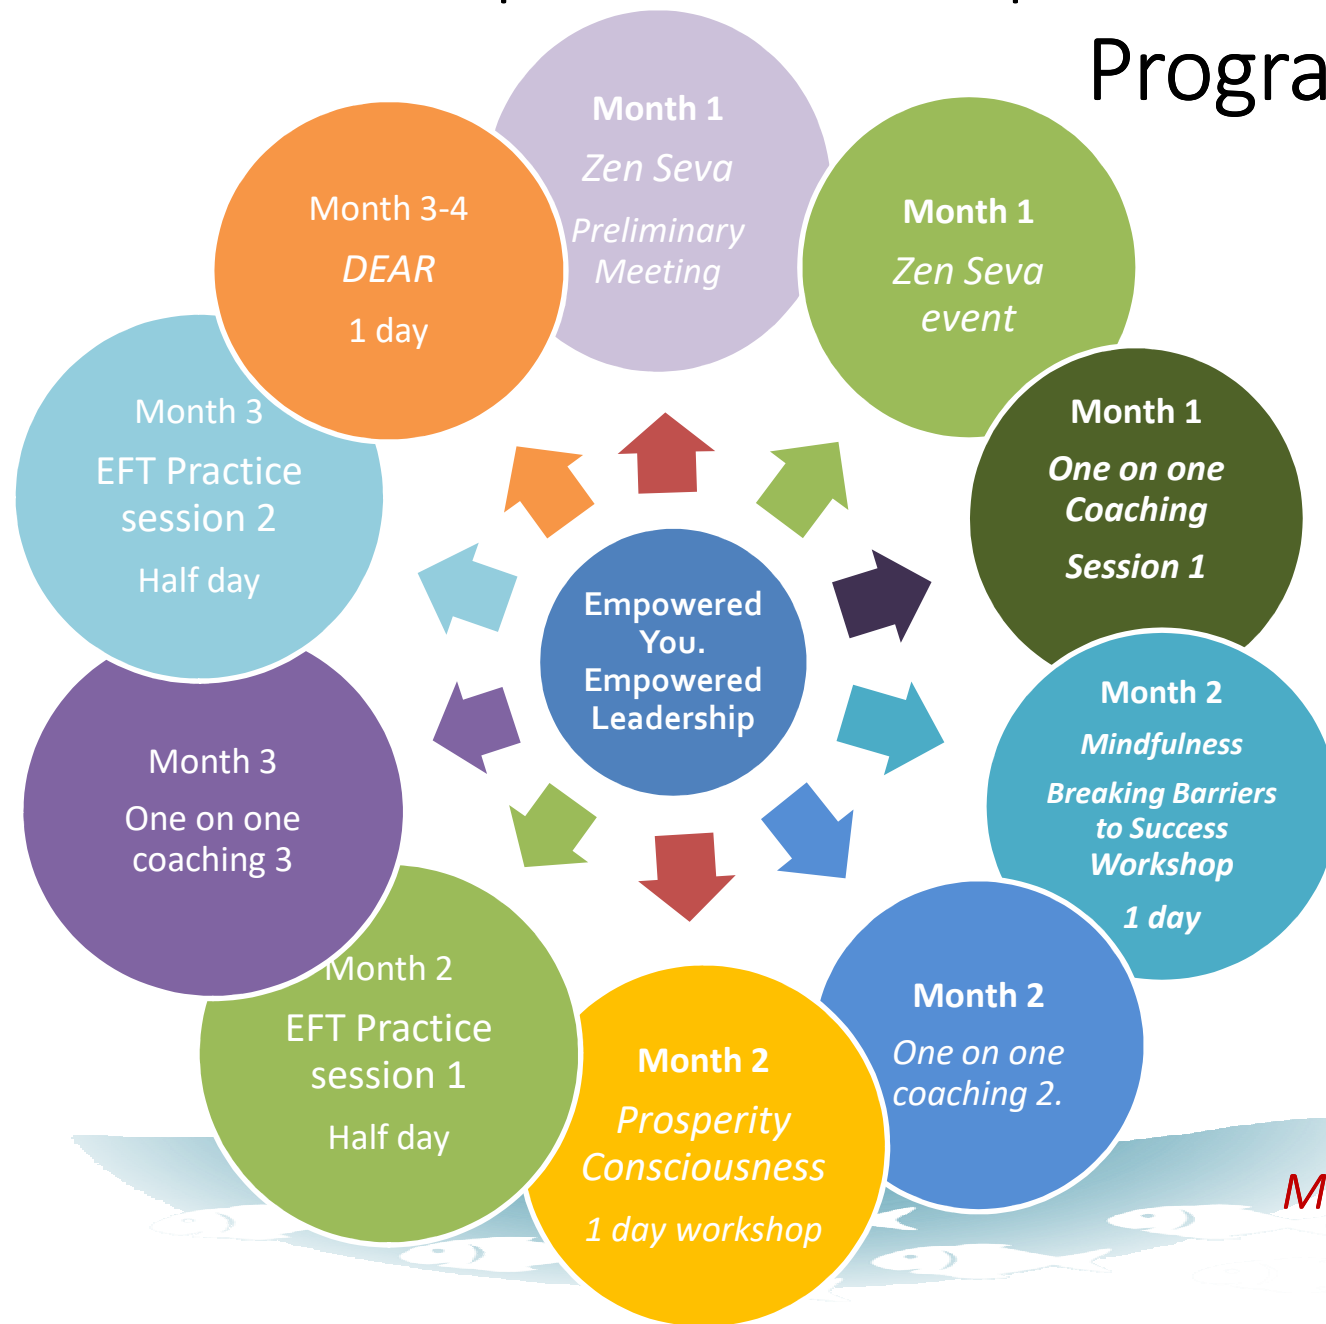 Progra
Month 1
Zen Seva
Preliminary
Meeting
Month 1
Zen Seva
event
Month 1
One on one
Coaching
Session 1
Month 2
Mindfulness
Breaking Barriers
to Success
Workshop
1 day
Month 2
One on one
coaching 2.
Month 2
Prosperity
Consciousness
1 day workshop
Month 2
EFT Practice
session 1
Half day
Month 3
One on one
coaching 3
Month 3
EFT Practice
session 2
Half day
Month 3-4
DEAR
1 day
Empowered
You.
Empowered
Leadership
M